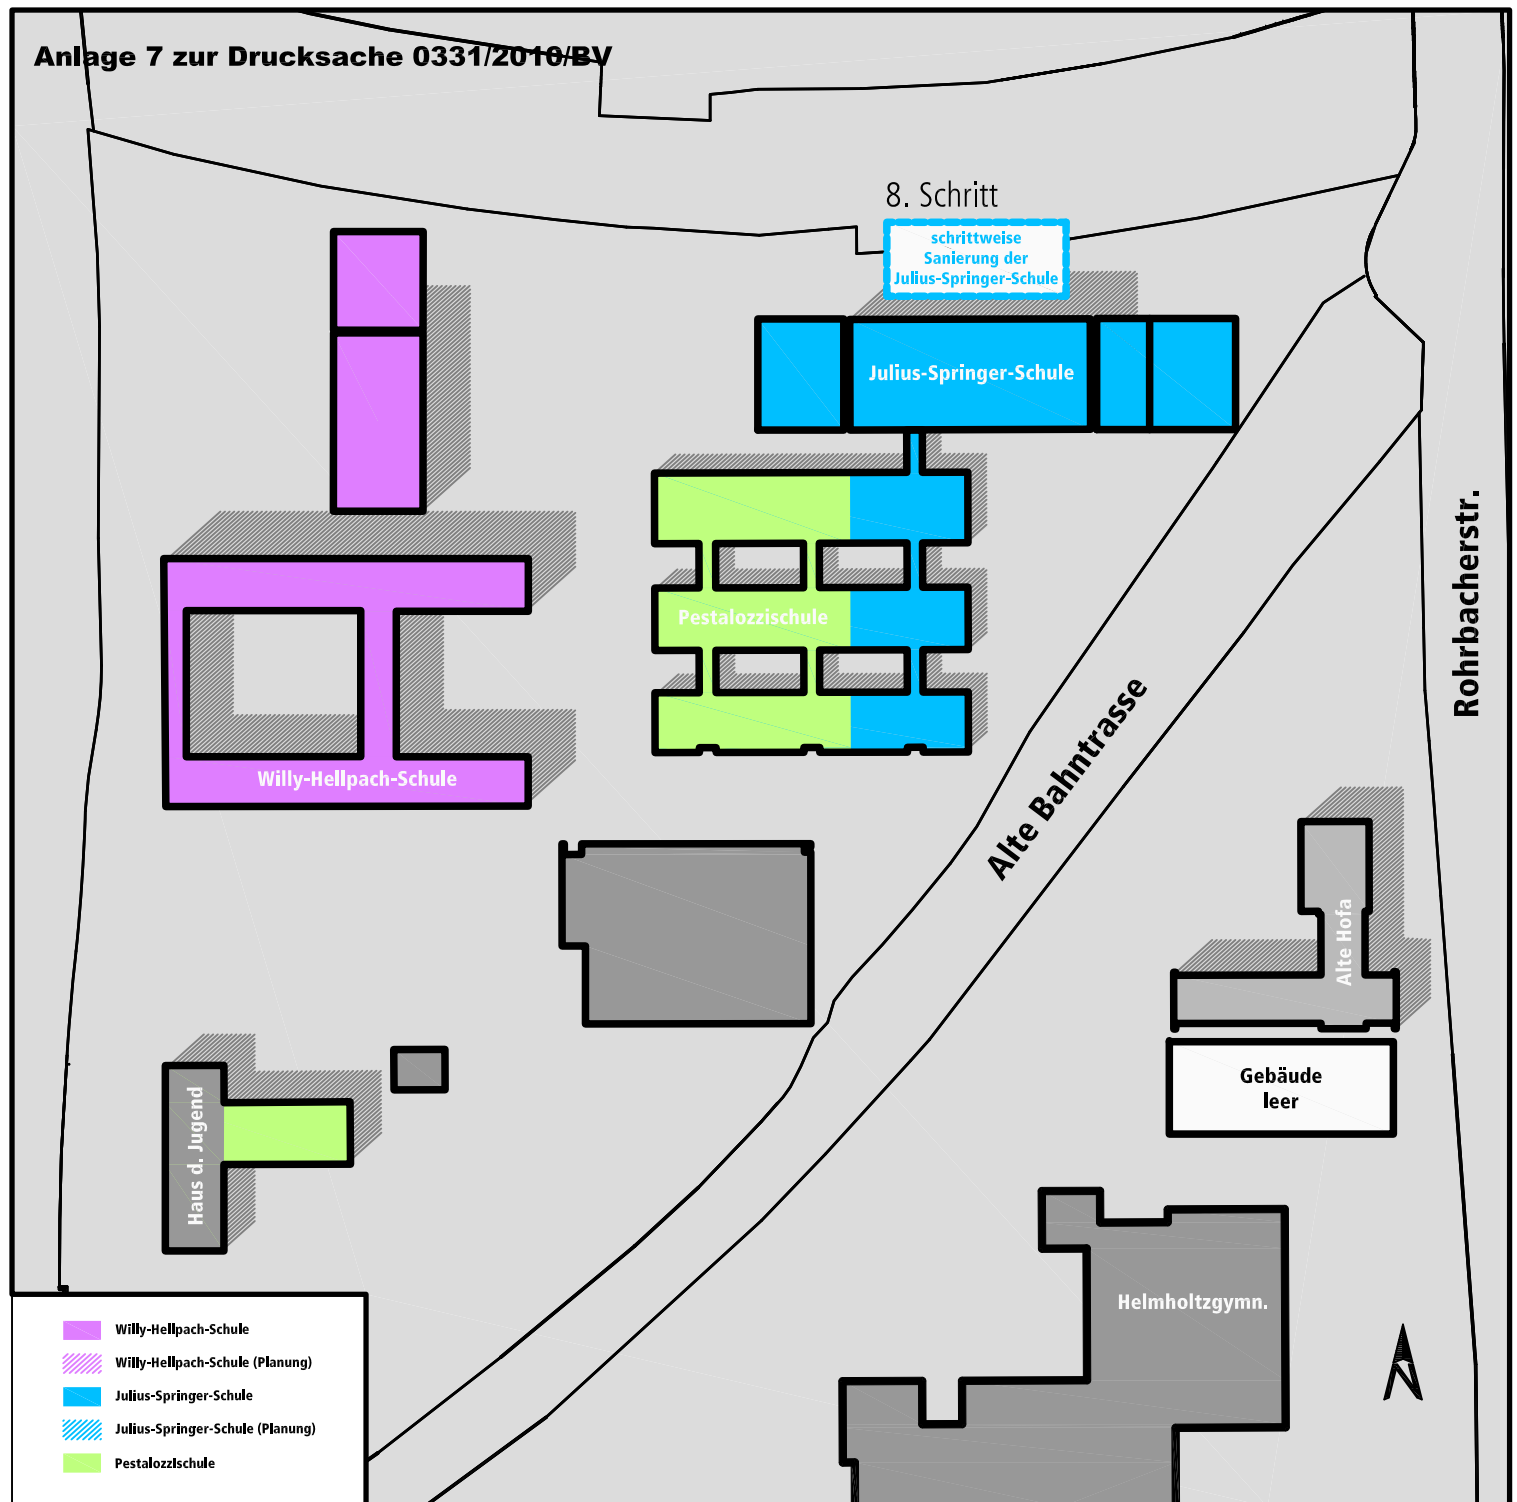 Anlage 7 zur Drucksache 0331/2010/BV
8. Schritt
schrittweise
Sanierung der
Julius-Springer-Schule
Julius-Springer-Schule
Pestalozzischule
Willy-Hellpach-Schule
Alte Bahntrasse
Rohrbacherstr.
Alte Hofa
Gebäude
leer
Haus d. Jugend
Helmholtzgymn.
Willy-Hellpach-Schule
Willy-Hellpach-Schule (Planung)
Julius-Springer-Schule
Julius-Springer-Schule (Planung)
Pestalozzischule